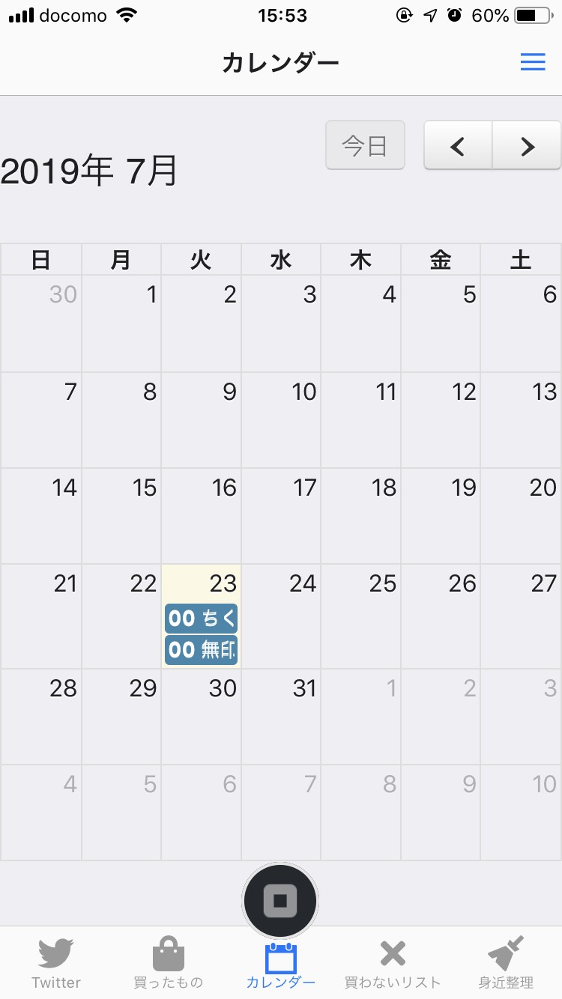 docomo 15:53 60%
カレンダー
今日
2019年 7月
日 月 火 水 木 金 土
30 1 2 3 4 5 6
7 8 9 10 11 12 13
14 15 16 17 18 19 20
21 22 23 24 25 26 27
00 ちく
00 無印
28 29 30 31 1 2 3
4 5 6 7 8 9 10
Twitter 買ったもの カレンダー 買わないリスト 身近整理